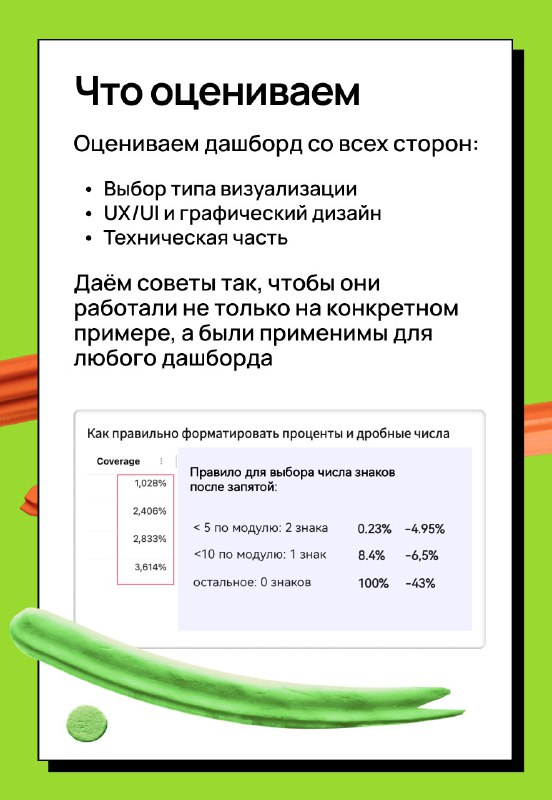 Что оцениваем
Оцениваем дашборд со всех сторон:
• Выбор типа визуализации
• UX/UI и графический дизайн
• Техническая часть
Даём советы так, чтобы они
работали не только на конкретном
примере, а были применимы для
любого дашборда
Как правильно форматировать проценты и дробные числа
Coverage
1,028%
2,406%
2,833%
3,614%
Правило для выбора числа знаков
после запятой:
< 5 по модулю: 2 знака 0.23% -4.95%
<10 по модулю: 1 знак 8.4% -6,5%
остальное: 0 знаков 100% -43%